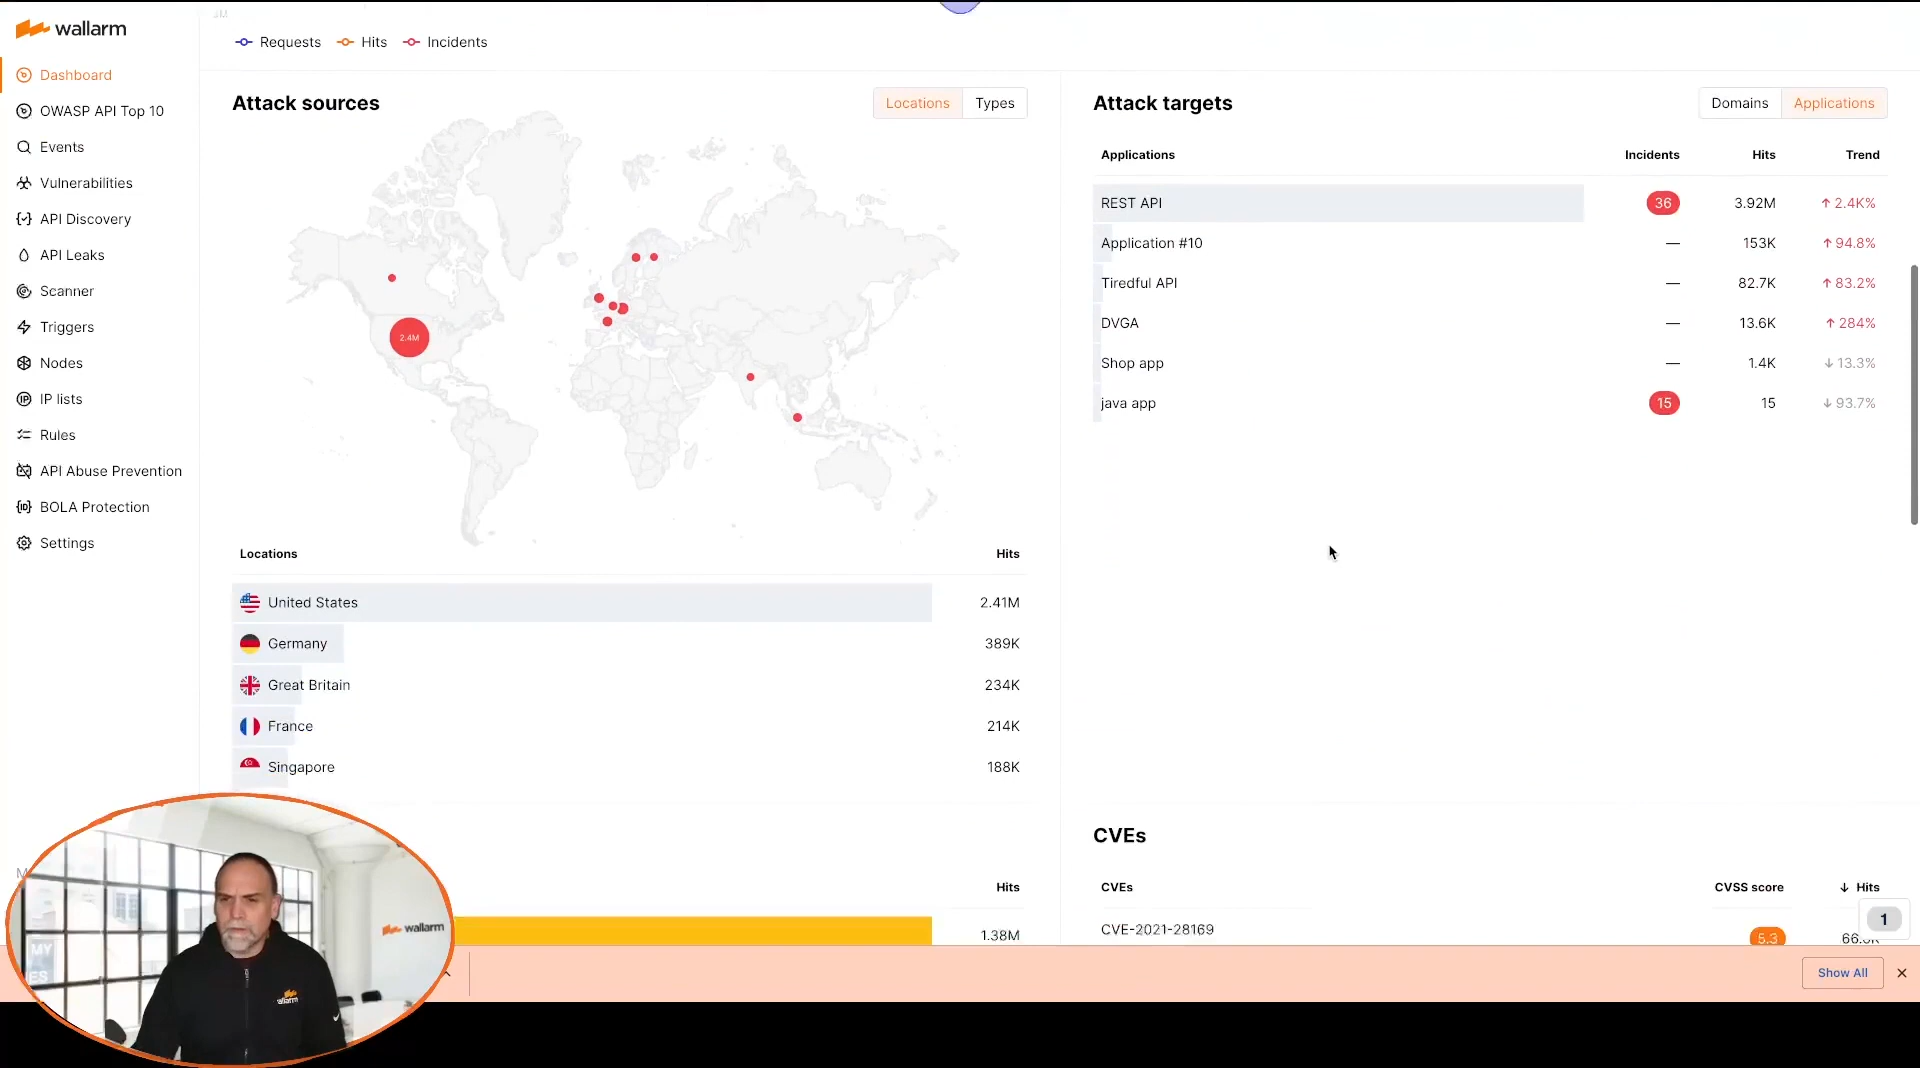 wallarm
Dashboard
OWASP API Top 10
Events
Vulnerabilities
API Discovery
API Leaks
Scanner
Triggers
Nodes
IP lists
Rules
API Abuse Prevention
BOLA Protection
Settings
Requests Hits Incidents
Attack sources
Locations Types
2.4M
Locations Hits
United States 2.41M
Germany 389K
Great Britain 234K
France 214K
Singapore 188K
Hits
1.38M
Attack targets
Domains Applications
Applications Incidents Hits Trend
REST API 36 3.92M ↑ 2.4K%
Application #10 — 153K ↑ 94.8%
Tiredful API — 82.7K ↑ 83.2%
DVGA — 13.6K ↑ 284%
Shop app — 1.4K ↓ 13.3%
java app 15 15 ↓ 93.7%
CVEs
CVEs CVSS score ↓ Hits
CVE-2021-28169 5.3
1
Show All
wallarm
MY
ES
wallarm